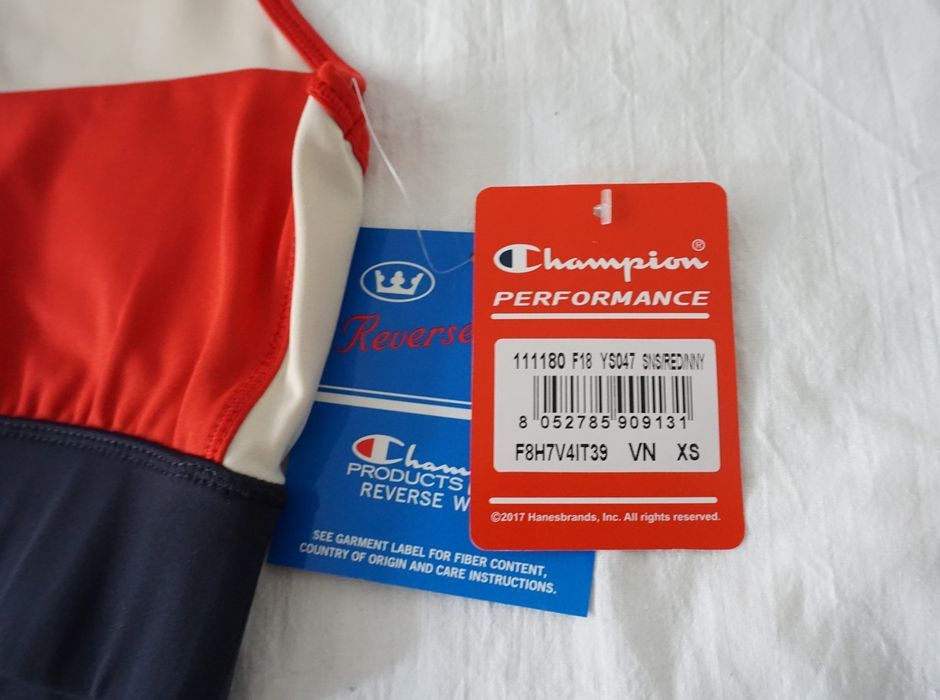 Champion®
PERFORMANCE
111180 F18 YS047 SNS/RED/NNY
8 052785 909131
F8H7V4IT39 VN XS
©2017 Hanesbrands, Inc. All rights reserved.
Reverse
Cham
PRODUCTS
REVERSE W
SEE GARMENT LABEL FOR FIBER CONTENT,
COUNTRY OF ORIGIN AND CARE INSTRUCTIONS.